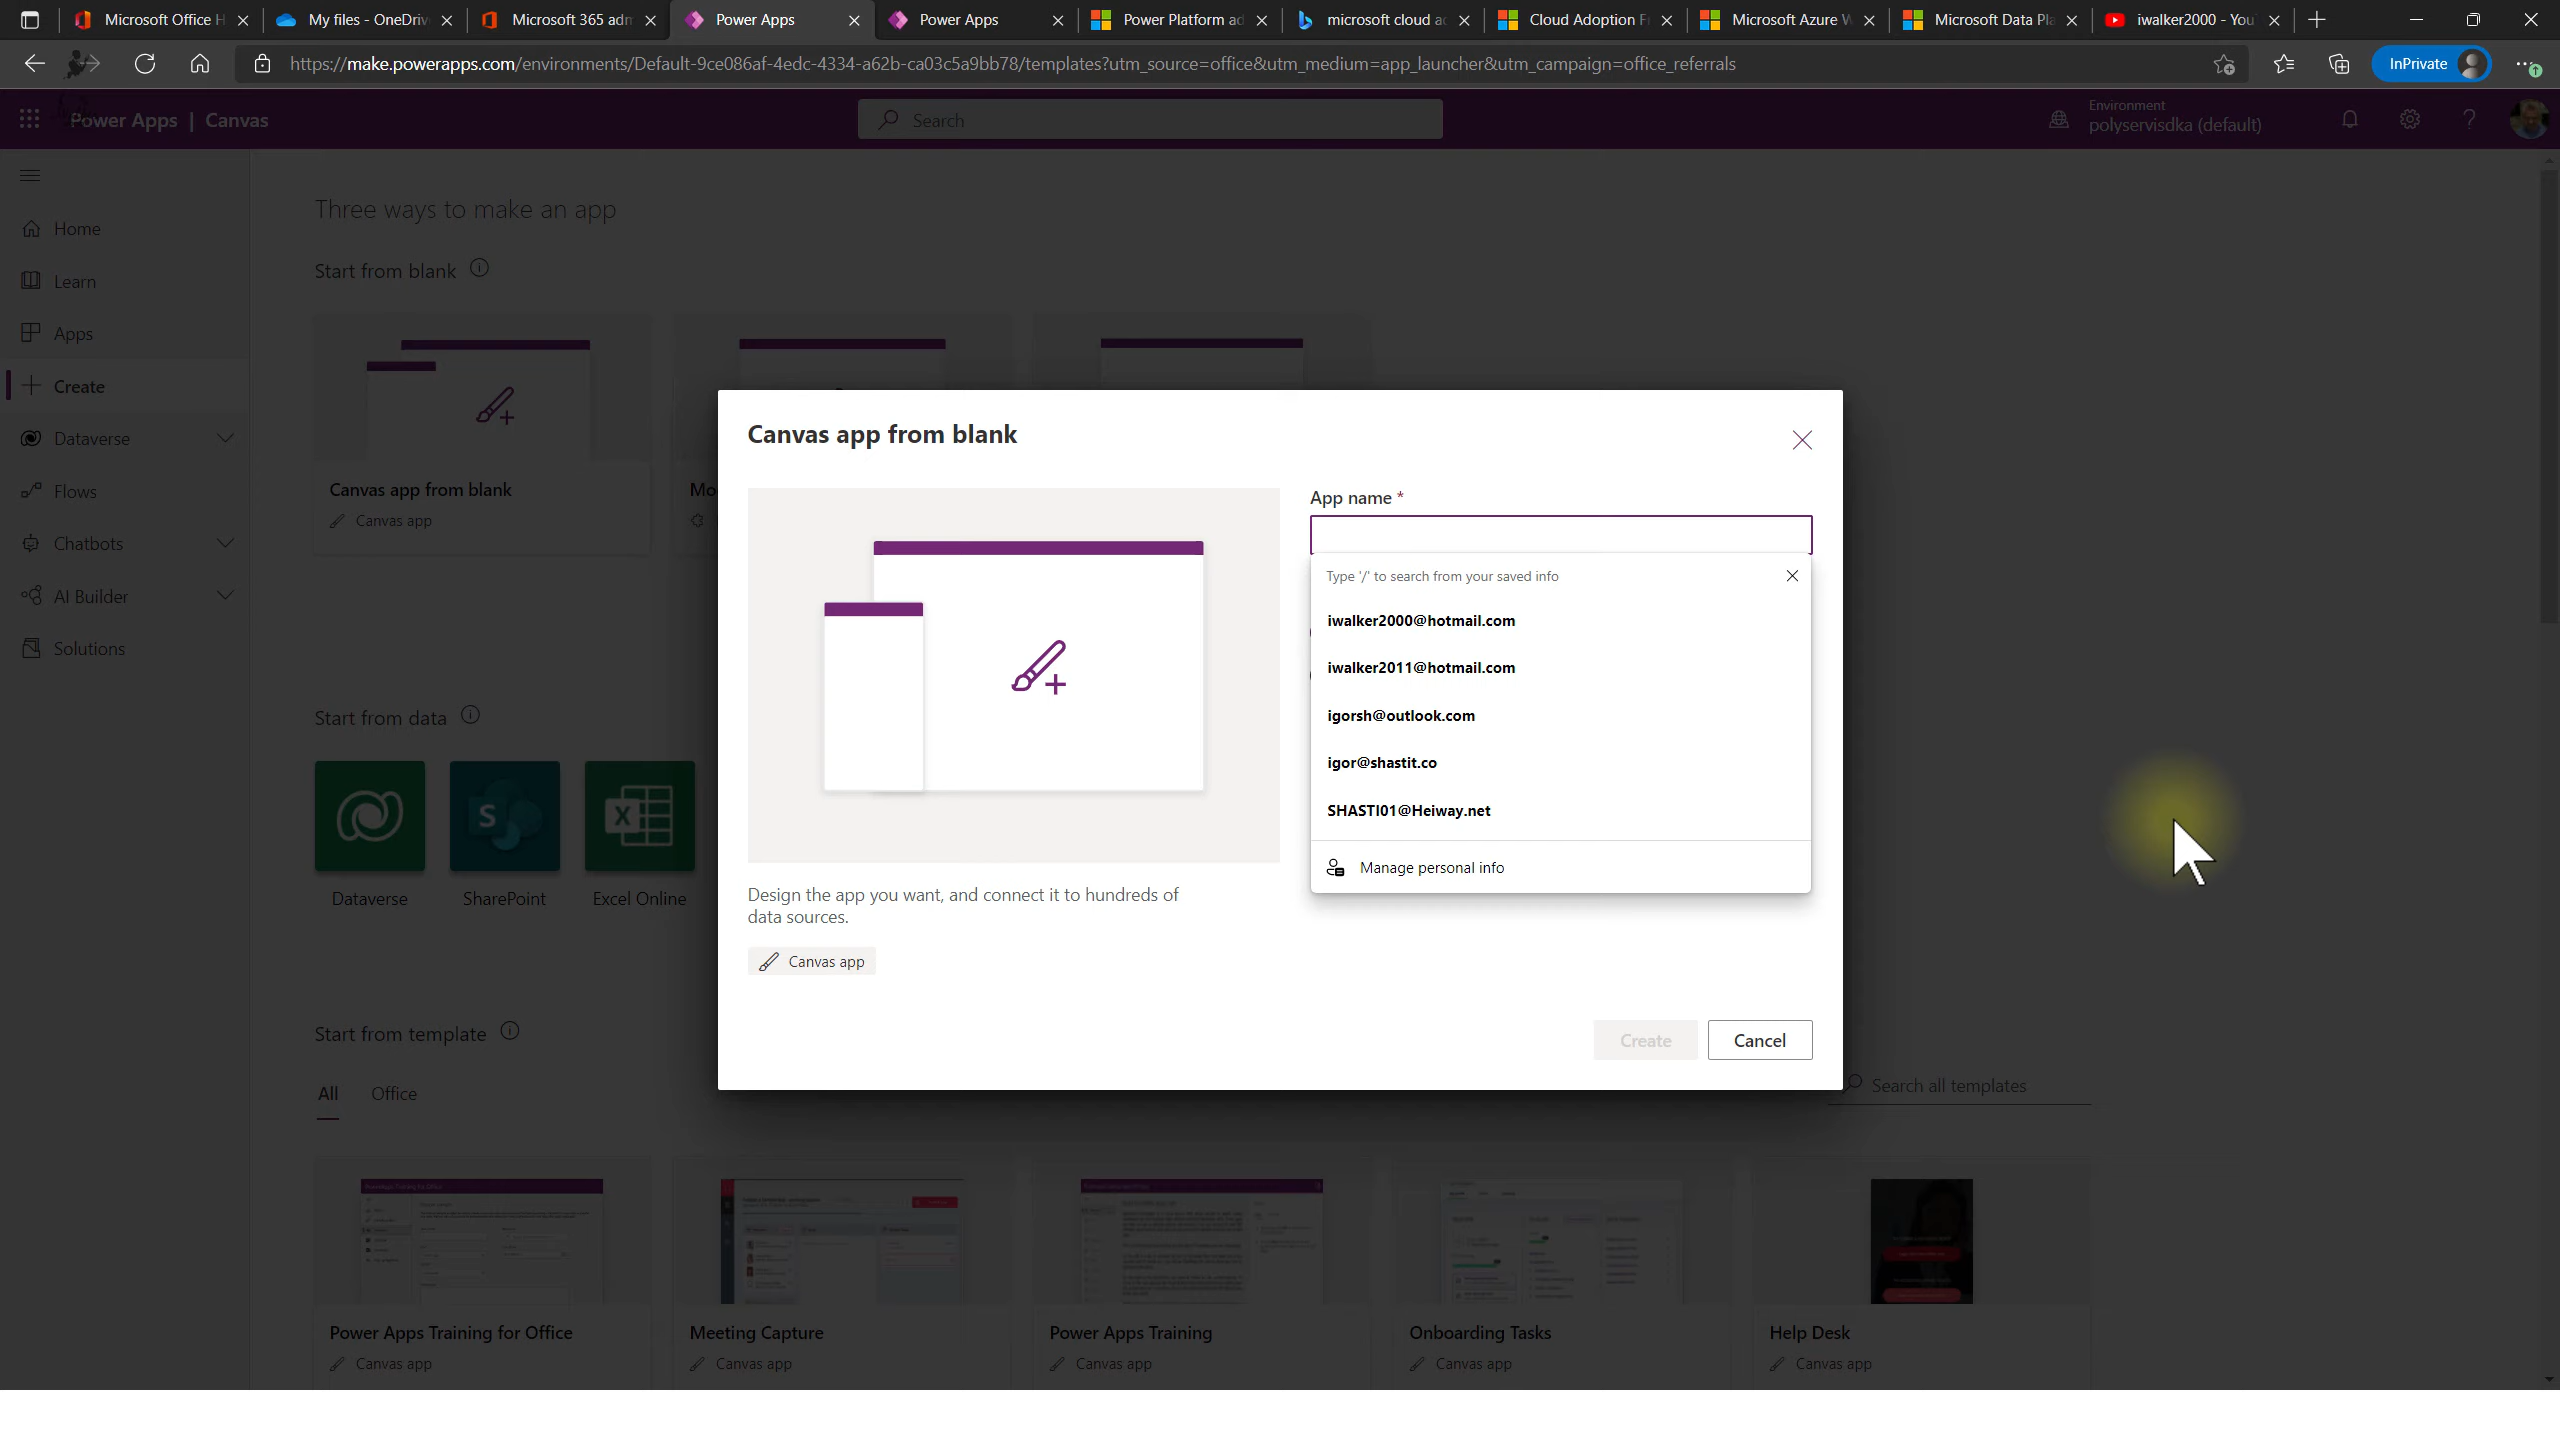 Microsoft Office H
My files - OneDriv
Microsoft 365 adm
Power Apps
Power Apps
Power Platform ad
microsoft cloud ac
Cloud Adoption F
Microsoft Azure W
Microsoft Data Pla
iwalker2000 - You
https://make.powerapps.com/environments/Default-9ce086af-4edc-4334-a62b-ca03c5a9bb78/templates?utm_source=office&utm_medium=app_launcher&utm_campaign=office_referrals
InPrivate
Power Apps | Canvas
Search
Environment
polyservisdka (default)
Home
Learn
Apps
Create
Dataverse
Flows
Chatbots
AI Builder
Solutions
Three ways to make an app
Start from blank
Canvas app from blank
Canvas app
Mo
Start from data
Dataverse
SharePoint
Excel Online
Start from template
All
Office
Search all templates
Power Apps Training for Office
Canvas app
Meeting Capture
Canvas app
Power Apps Training
Canvas app
Onboarding Tasks
Canvas app
Help Desk
Canvas app
Canvas app from blank
Design the app you want, and connect it to hundreds of
data sources.
Canvas app
App name *
Type '/' to search from your saved info
iwalker2000@hotmail.com
iwalker2011@hotmail.com
igorsh@outlook.com
igor@shastit.co
SHASTI01@Heiway.net
Manage personal info
Create
Cancel